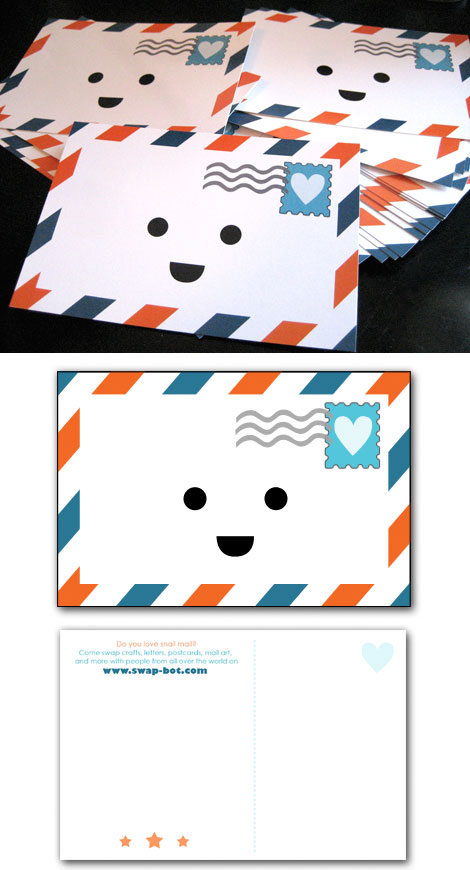 Do you love snail mail?
Come swap crafts, letters, postcards, mail art,
and more with people from all over the world on
www.swap-bot.com